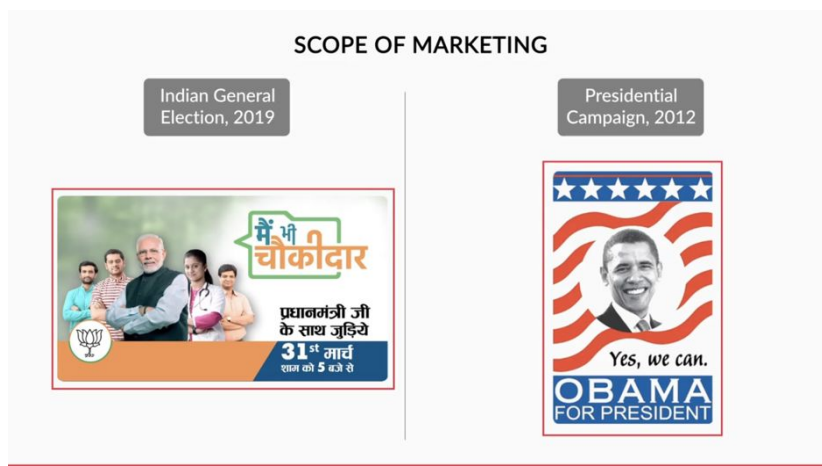 SCOPE OF MARKETING
Indian General
Election, 2019
मैं भी
चौकीदार
प्रधानमंत्री जी
के साथ जुड़िये
31st मार्च
शाम को 5 बजे से
Presidential
Campaign, 2012
Yes, we can.
OBAMA
FOR PRESIDENT